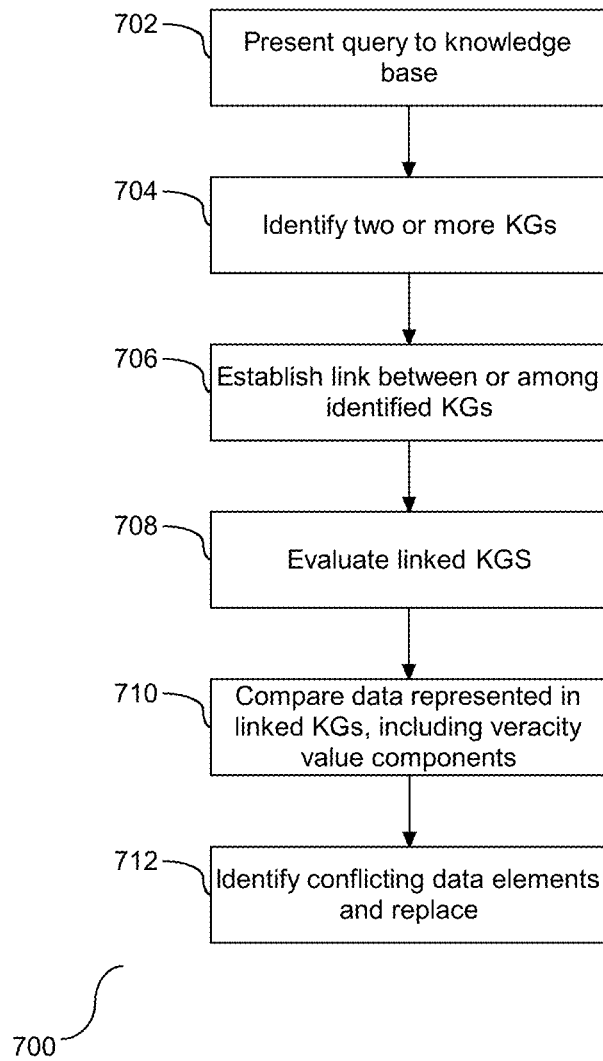 702
Present query to knowledge
base
704
Identify two or more KGs
706
Establish link between or among
identified KGs
708
Evaluate linked KGS
710
Compare data represented in
linked KGs, including veracity
value components
712
Identify conflicting data elements
and replace
700